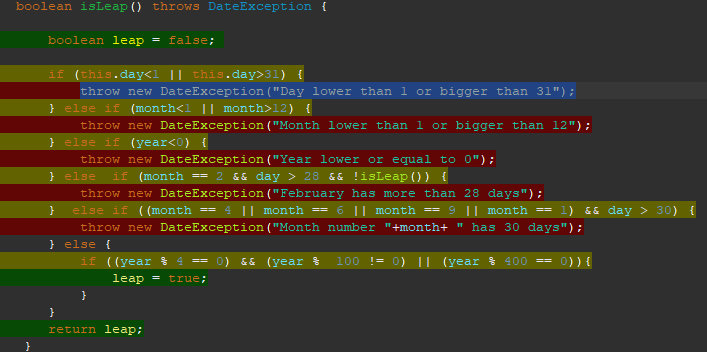 boolean isLeap() throws DateException {
boolean leap = false;
if (this.day<1 || this.day>31) {
throw new DateException("Day lower than 1 or bigger than 31");
} else if (month<1 || month>12) {
throw new DateException("Month lower than 1 or bigger than 12");
} else if (year<0) {
throw new DateException("Year lower or equal to 0");
} else  if (month == 2 && day > 28 && !isLeap()) {
throw new DateException("February has more than 28 days");
}  else if ((month == 4 || month == 6 || month == 9 || month == 1) && day > 30) {
throw new DateException("Month number "+month+ " has 30 days");
} else {
if ((year % 4 == 0) && (year %  100 != 0) || (year % 400 == 0)){
leap = true;
}
}
return leap;
}